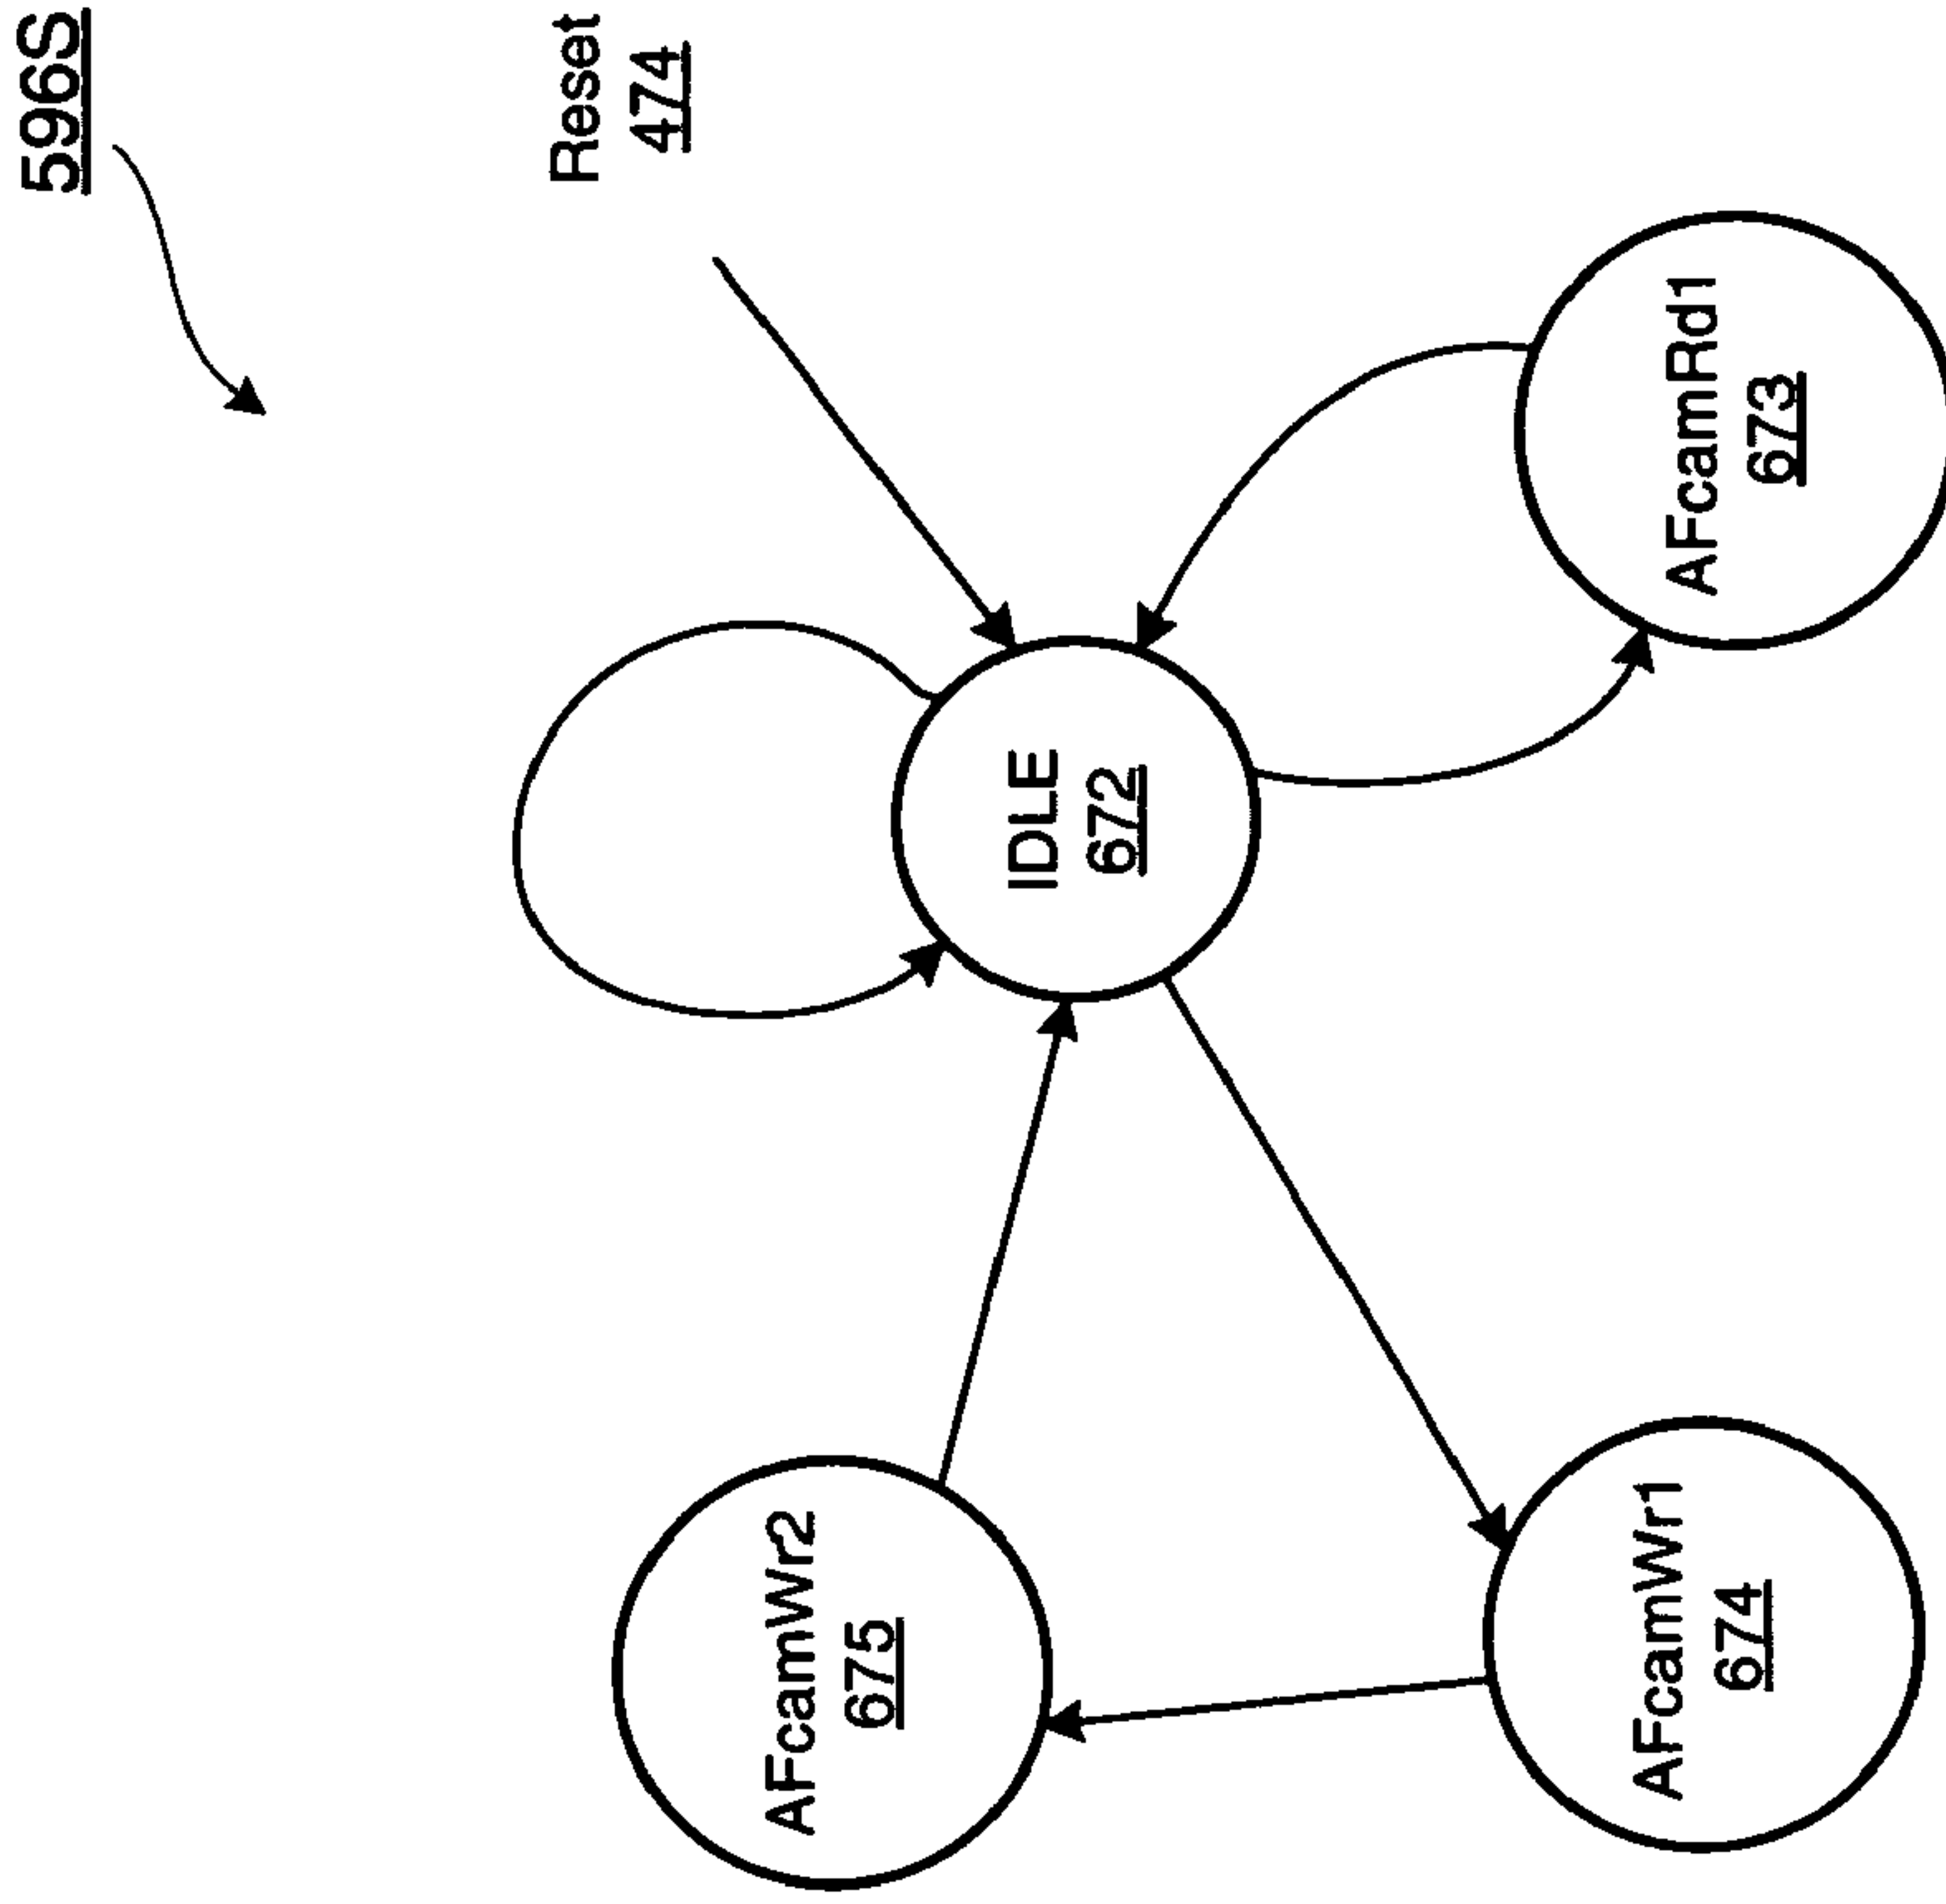 596S
Reset
474
AFcamWr2
675
IDLE
672
AFcamWr1
674
AFcamRd1
673